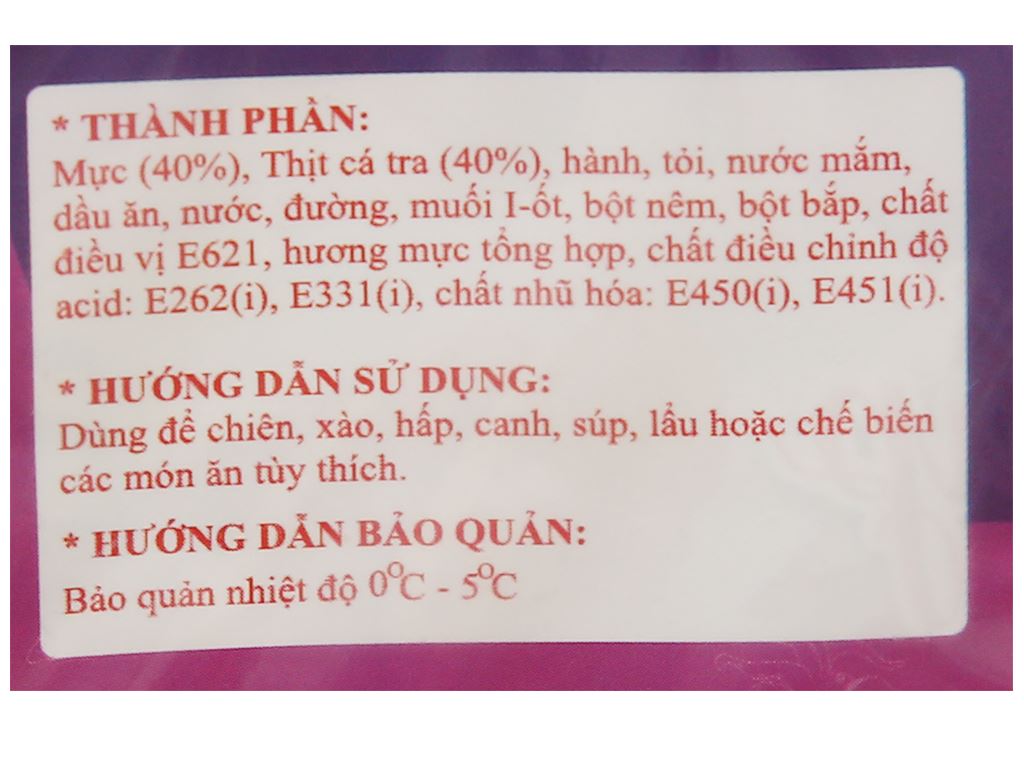 * THÀNH PHẦN:
Mực (40%), Thịt cá tra (40%), hành, tỏi, nước mắm,
dầu ăn, nước, đường, muối I-ốt, bột nêm, bột bắp, chất
điều vị E621, hương mực tổng hợp, chất điều chỉnh độ
acid: E262(i), E331(i), chất nhũ hóa: E450(i), E451(i).
* HƯỚNG DẪN SỬ DỤNG:
Dùng để chiên, xào, hấp, canh, súp, lẩu hoặc chế biến
các món ăn tùy thích.
* HƯỚNG DẪN BẢO QUẢN:
Bảo quản nhiệt độ 0°C - 5°C